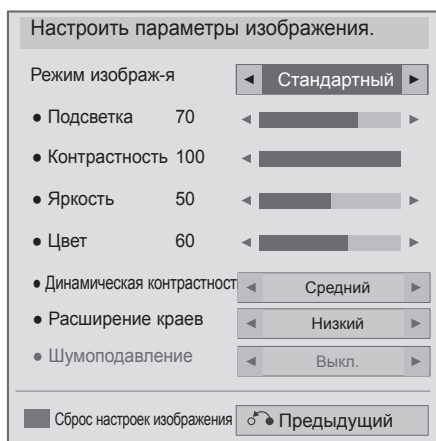 Настроить параметры изображения.
Режим изображ-я ◄ Стандартный ►
● Подсветка 70 ◄ ►
● Контрастность 100 ◄
● Яркость 50 ◄ ►
● Цвет 60 ◄ ►
● Динамическая контрастност ◄ Средний ►
● Расширение краев ◄ Низкий ►
● Шумоподавление ◄ Выкл. ►
Сброс настроек изображения Предыдущий